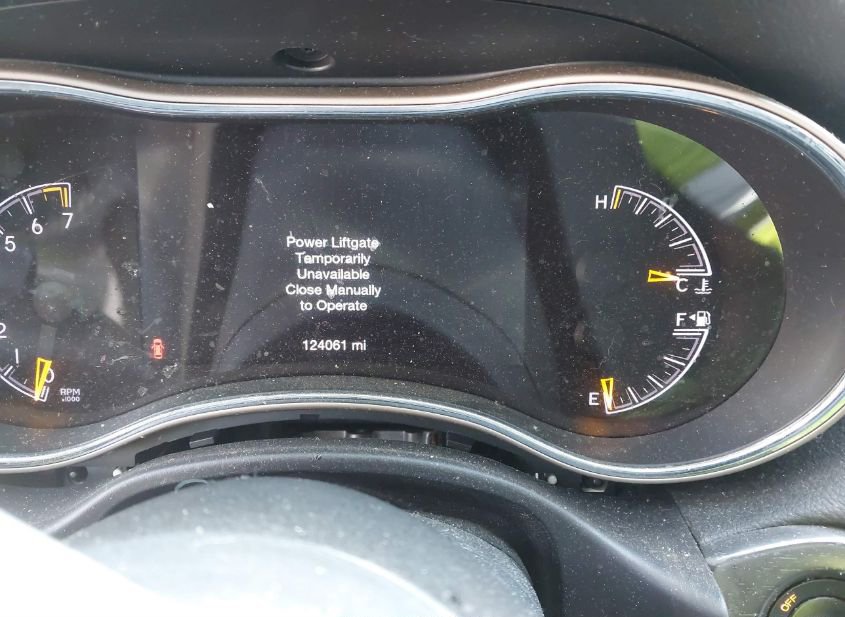 5
6
7
2
1
0
RPM
x1000
Power Liftgate
Temporarily
Unavailable
Close Manually
to Operate
124061 mi
H
C
F
E
OFF